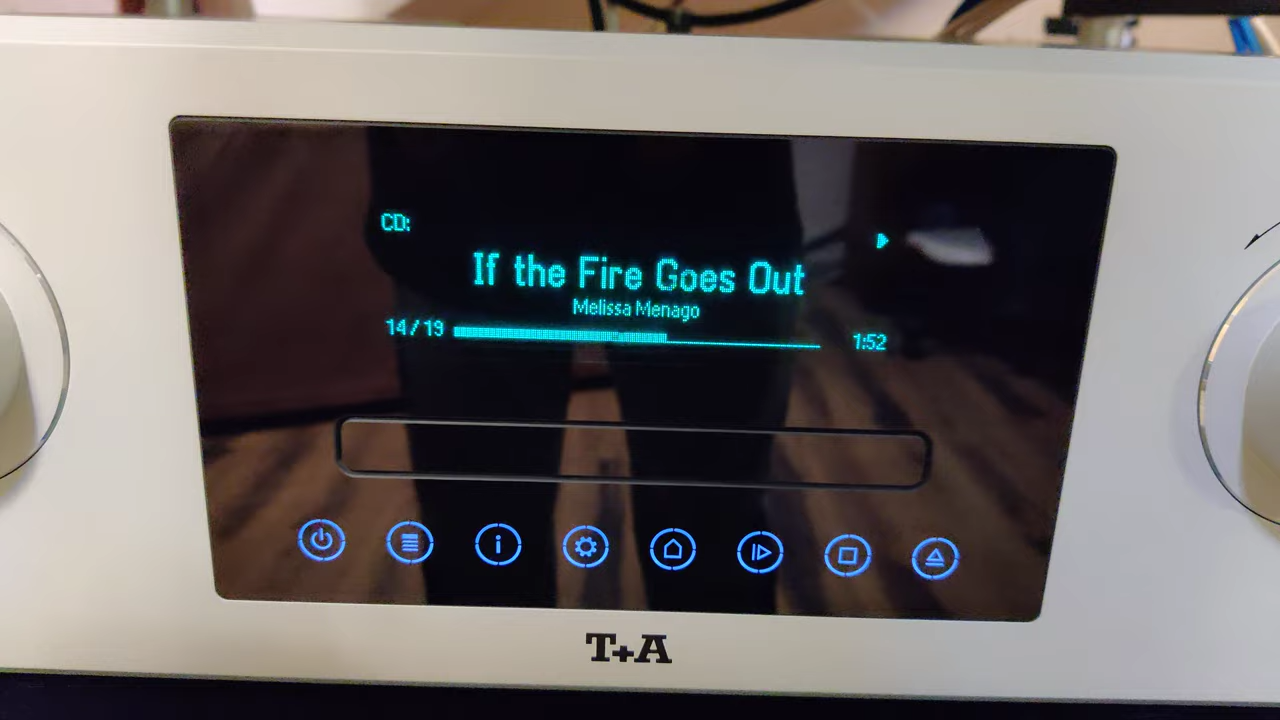 CD:
If the Fire Goes Out
Melissa Menago
14/19 1:52
T+A